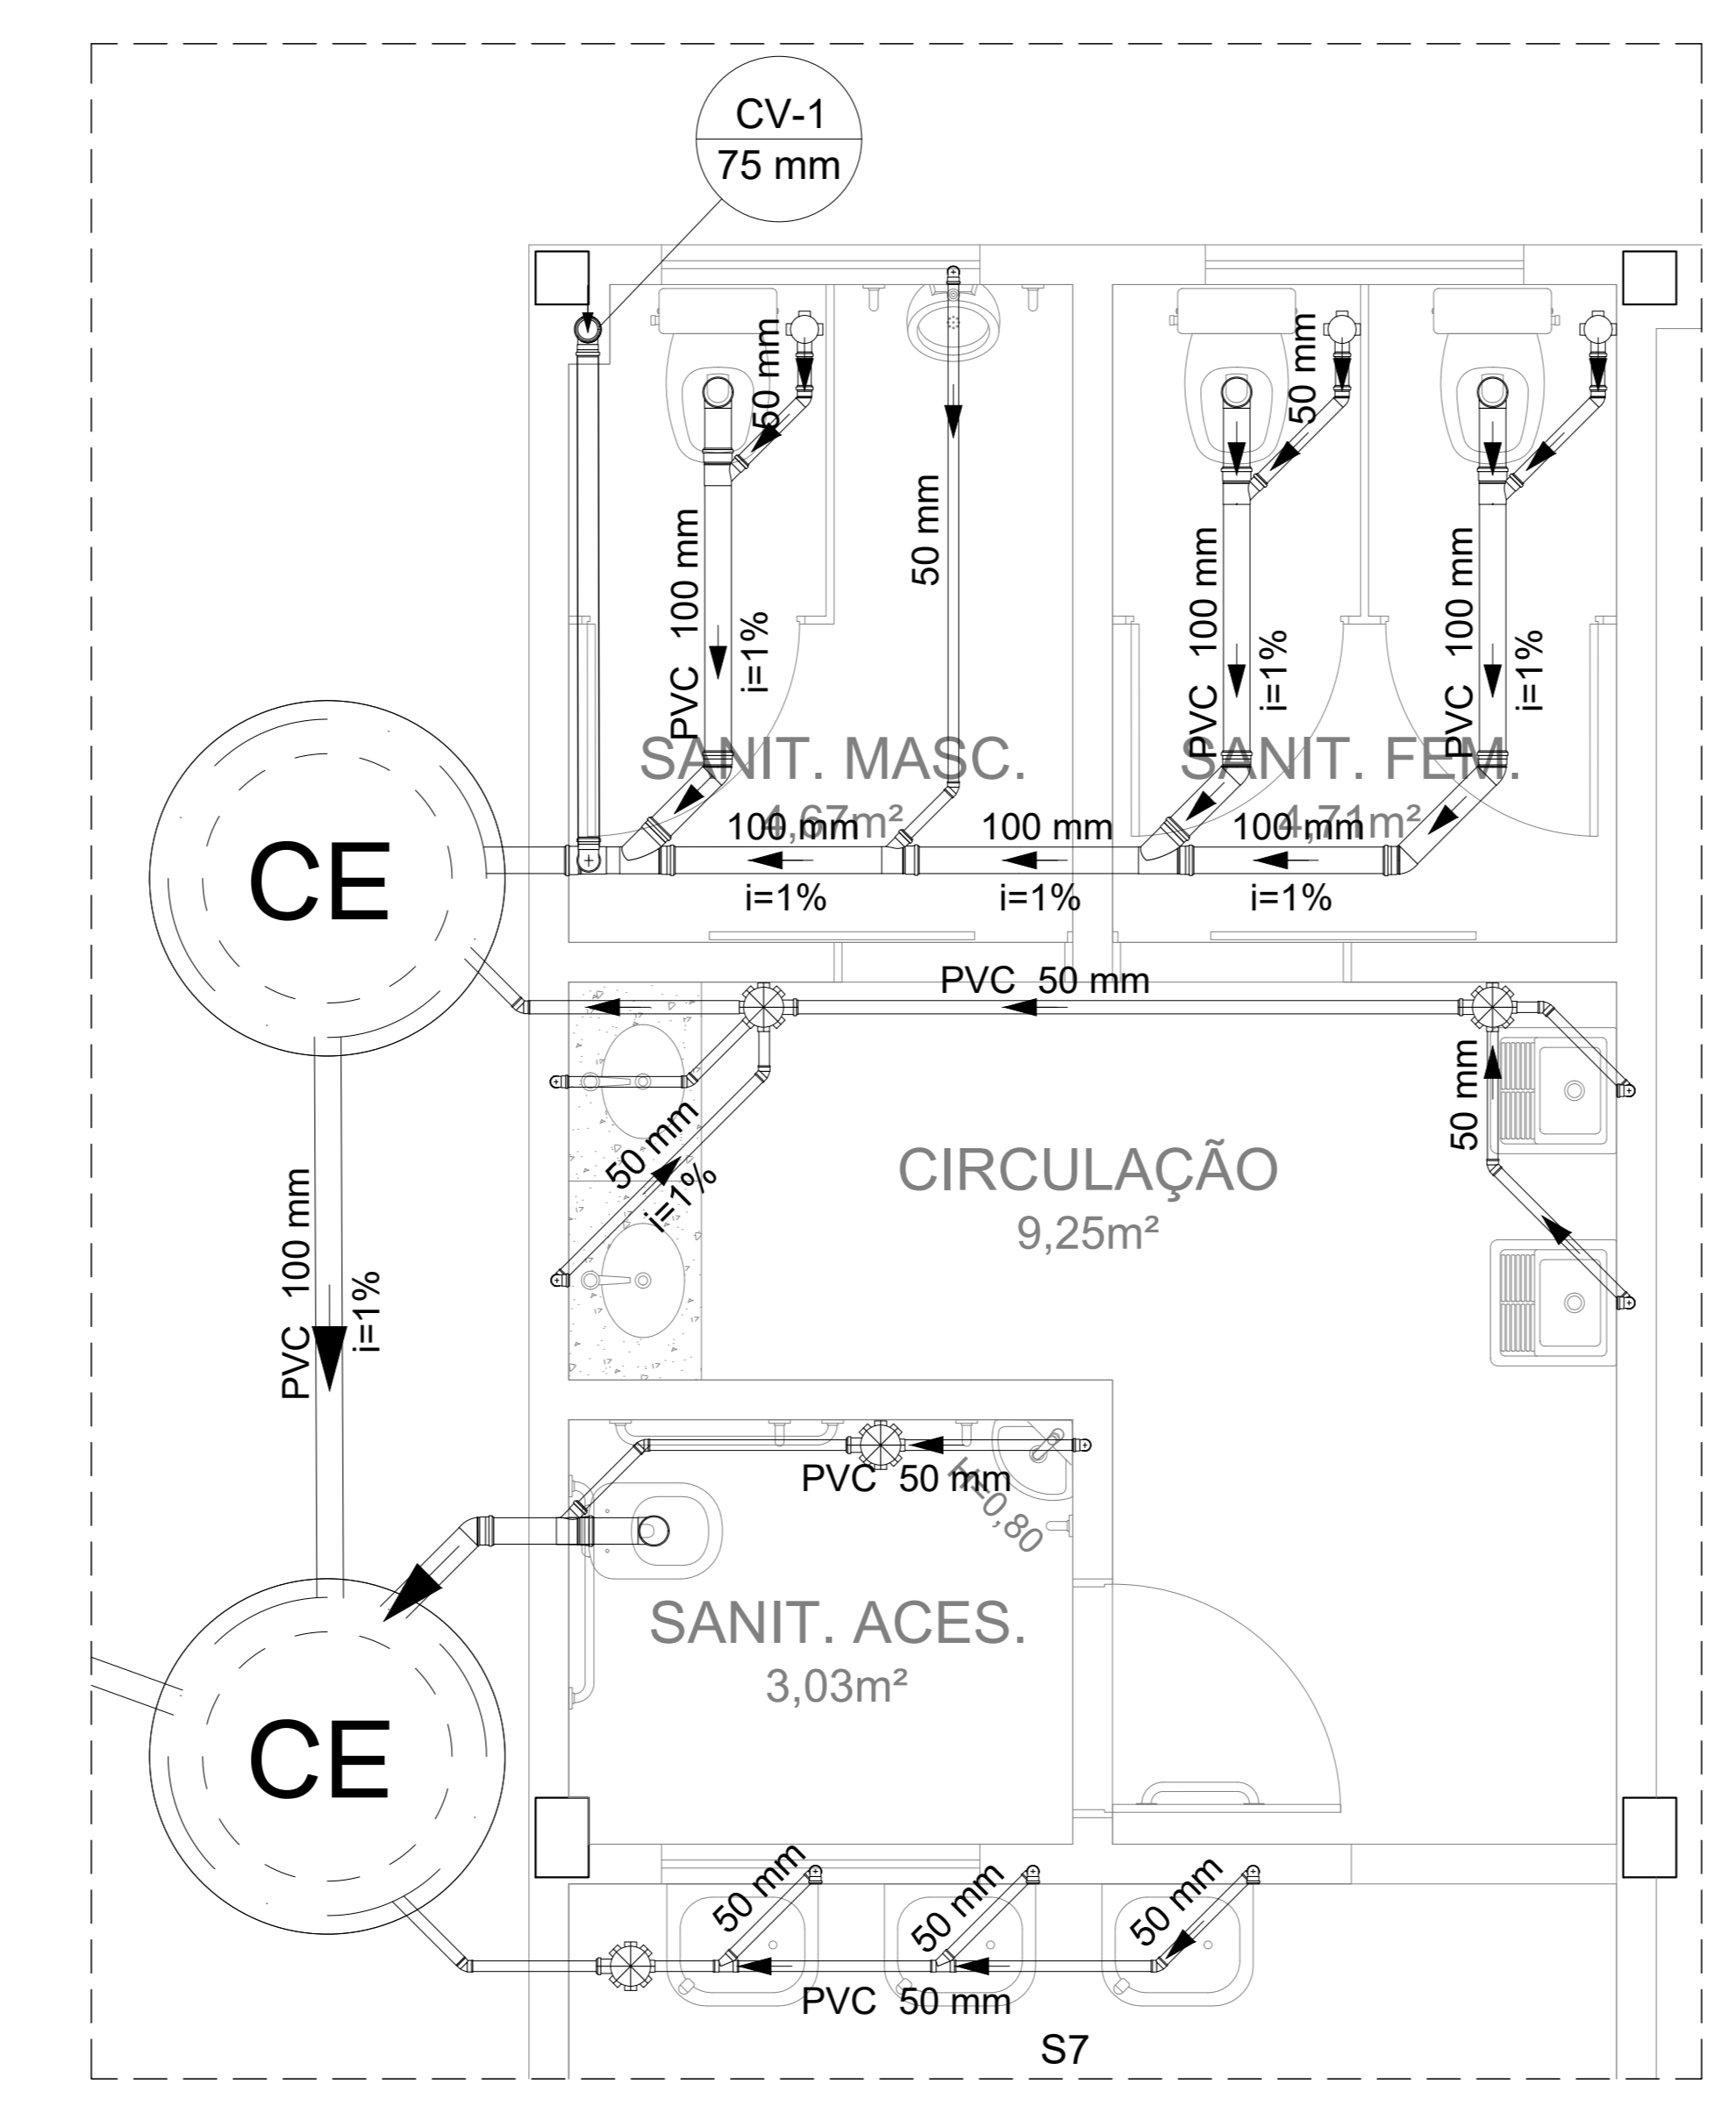 CV-1
75 mm
50 mm
50 mm
50 mm
PVC 100 mm
i=1%
PVC 100 mm
i=1%
PVC 100 mm
i=1%
SANIT. MASC.
4,67m²
SANIT. FEM.
4,71m²
100 mm
i=1%
100 mm
i=1%
100 mm
i=1%
CE
PVC 50 mm
50 mm
50 mm
i=1%
CIRCULAÇÃO
9,25m²
PVC 100 mm
i=1%
PVC 50 mm
H=0,80
SANIT. ACES.
3,03m²
CE
50 mm
50 mm
50 mm
PVC 50 mm
S7